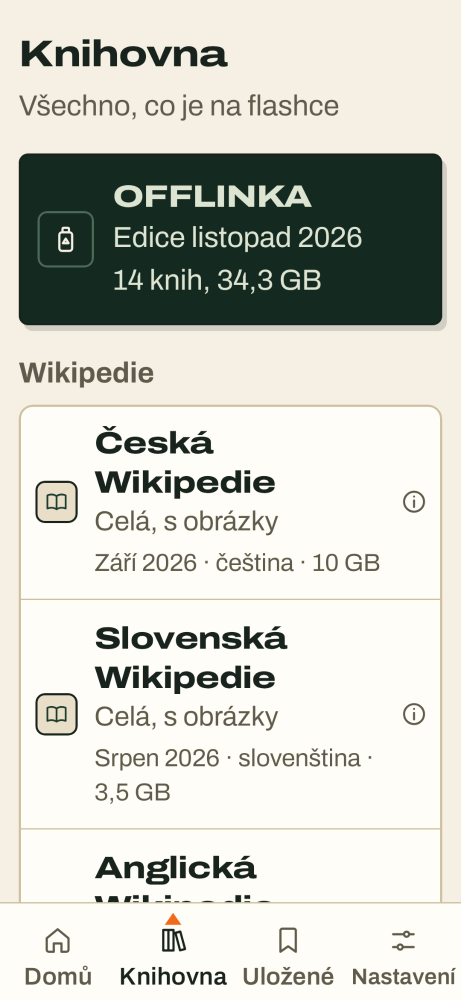 Knihovna
Všechno, co je na flashce
OFFLINKA
Edice listopad 2026
14 knih, 34,3 GB
Wikipedie
Česká
Wikipedie
Celá, s obrázky
Září 2026 · čeština · 10 GB
Slovenská
Wikipedie
Celá, s obrázky
Srpen 2026 · slovenština ·
3,5 GB
Anglická
Wikipedie
Domů
Knihovna
Uložené
Nastavení